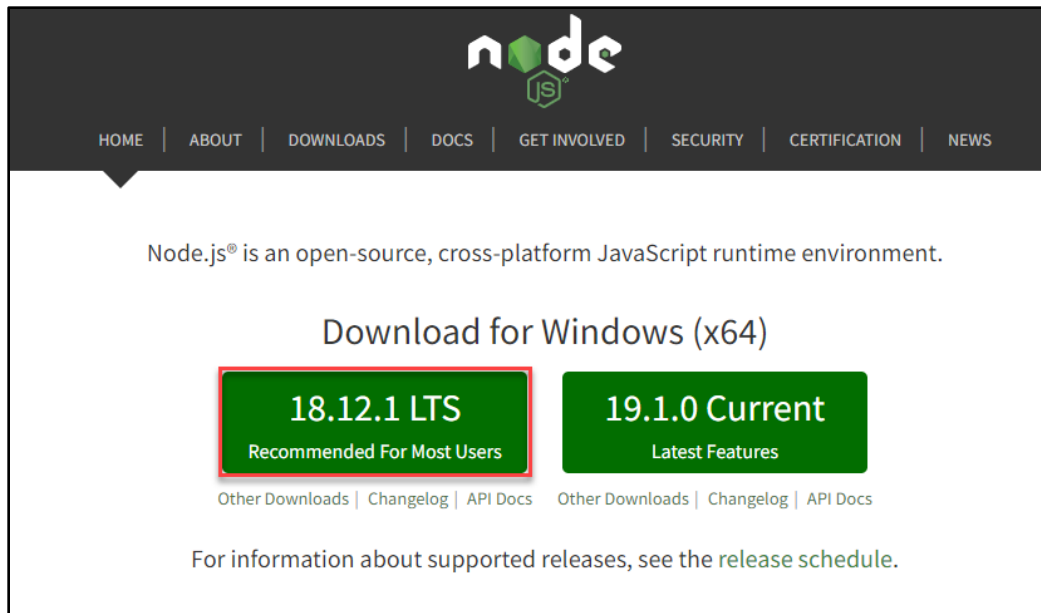 node
JS
HOME | ABOUT | DOWNLOADS | DOCS | GET INVOLVED | SECURITY | CERTIFICATION | NEWS
Node.js® is an open-source, cross-platform JavaScript runtime environment.
Download for Windows (x64)
18.12.1 LTS 19.1.0 Current
Recommended For Most Users Latest Features
Other Downloads | Changelog | API Docs Other Downloads | Changelog | API Docs
For information about supported releases, see the release schedule.